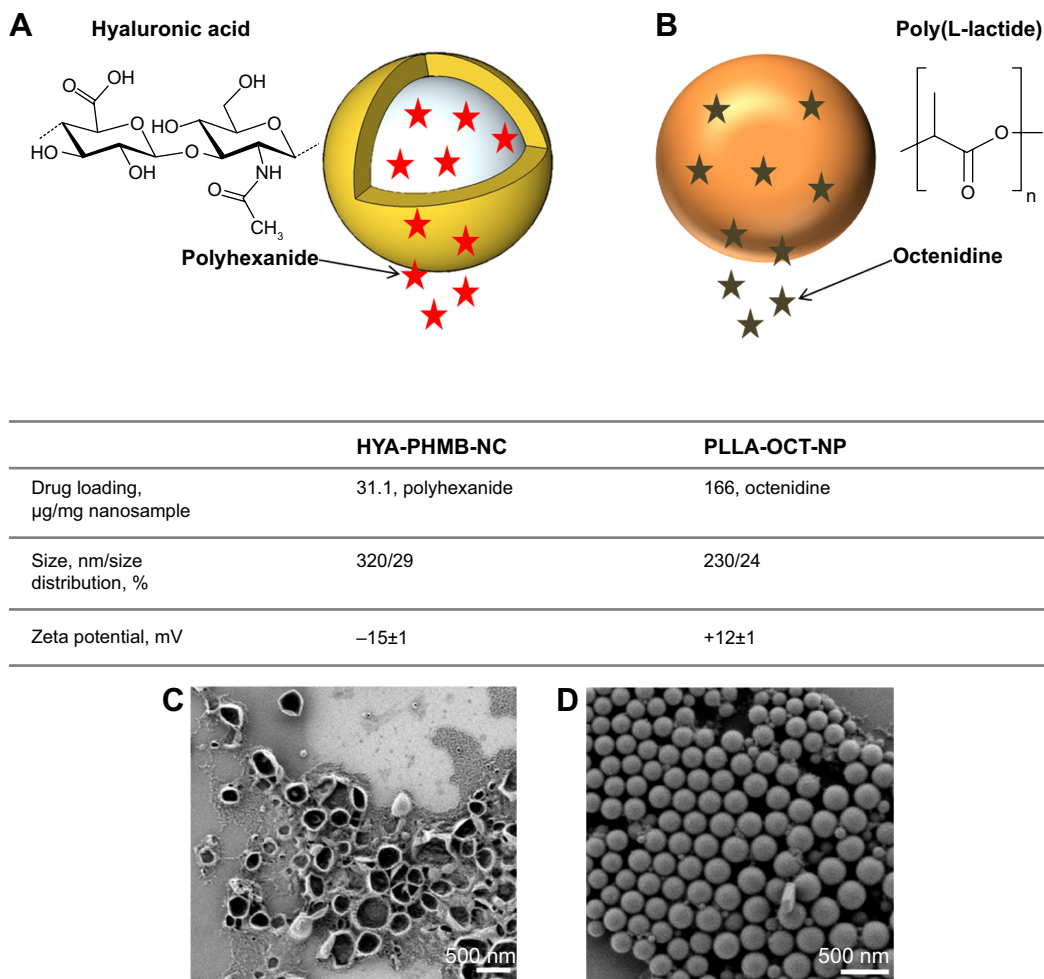 A
Hyaluronic acid
O
OH
OH
O
HO
OH
O
HO
O
O
NH
O
CH3
Polyhexanide
B
Poly(L-lactide)
O
O
n
Octenidine
HYA-PHMB-NC
PLLA-OCT-NP
Drug loading,
µg/mg nanosample
31.1, polyhexanide
166, octenidine
Size, nm/size
distribution, %
320/29
230/24
Zeta potential, mV
–15±1
+12±1
C
500 nm
D
500 nm